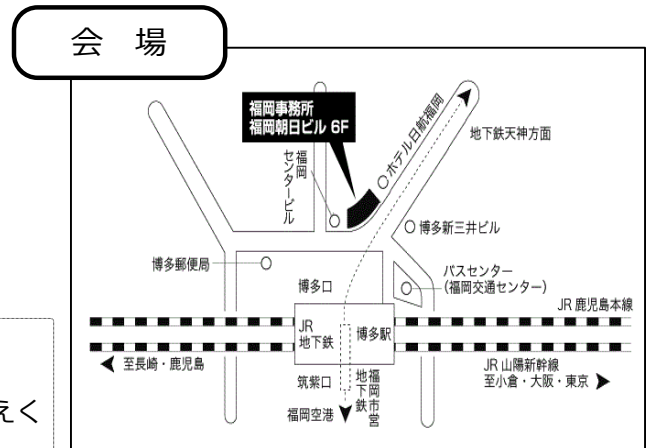 会 場
福岡事務所
福岡朝日ビル 6F
福岡
センタービル
ホテル日航福岡
地下鉄天神方面
博多新三井ビル
博多郵便局
バスセンター
(福岡交通センター)
博多口
JR 鹿児島本線
JR
地下鉄
博多駅
至長崎・鹿児島
JR 山陽新幹線
至小倉・大阪・東京
筑紫口
福岡市営
地下鉄
福岡空港
えく